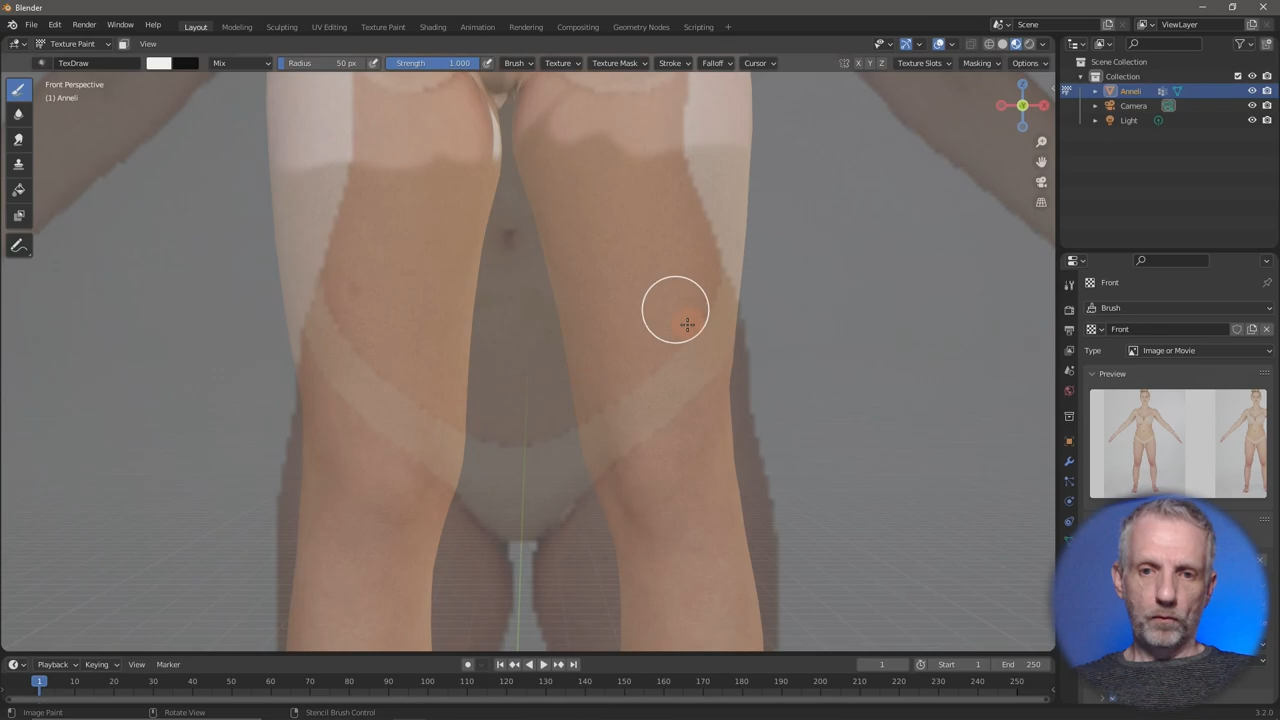 Blender
File Edit Render Window Help Layout Modeling Sculpting UV Editing Texture Paint Shading Animation Rendering Compositing Geometry Nodes Scripting + Scene ViewLayer
Texture Paint View
TexDraw Mix Radius 50 px Strength 1.000 Brush Texture Texture Mask Stroke Falloff Cursor X Y Z Texture Slots Masking Options
Scene Collection
Collection
Anneli
Camera
Light
Front Perspective
(1) Anneli
Y
Front
Brush
Front
Type Image or Movie
Preview
Playback Keying View Marker 1 Start 1 End 250
1 10 20 30 40 50 60 70 80 90 100 110 120 130 140 150 160 170 180 190 200 210 220 230 240 250
Image Paint Rotate View Stencil Brush Control 3.2.0